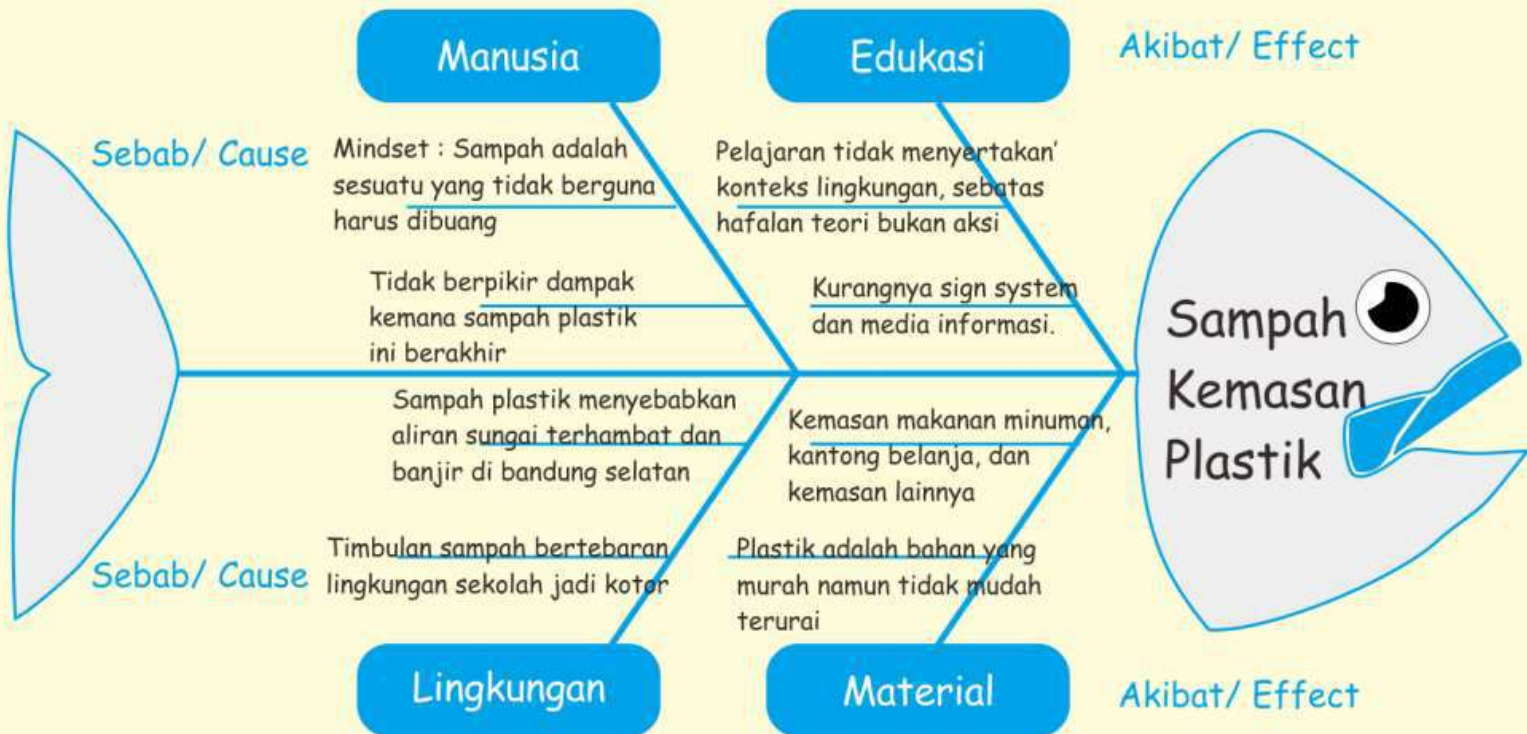 Manusia
Edukasi
Akibat/ Effect
Sebab/ Cause
Mindset : Sampah adalah
sesuatu yang tidak berguna
harus dibuang
Pelajaran tidak menyertakan'
konteks lingkungan, sebatas
hafalan teori bukan aksi
Tidak berpikir dampak
kemana sampah plastik
ini berakhir
Kurangnya sign system
dan media informasi.
Sampah
Kemasan
Plastik
Sampah plastik menyebabkan
aliran sungai terhambat dan
banjir di bandung selatan
Kemasan makanan minuman,
kantong belanja, dan
kemasan lainnya
Sebab/ Cause
Timbulan sampah bertebaran
lingkungan sekolah jadi kotor
Plastik adalah bahan yang
murah namun tidak mudah
terurai
Lingkungan
Material
Akibat/ Effect